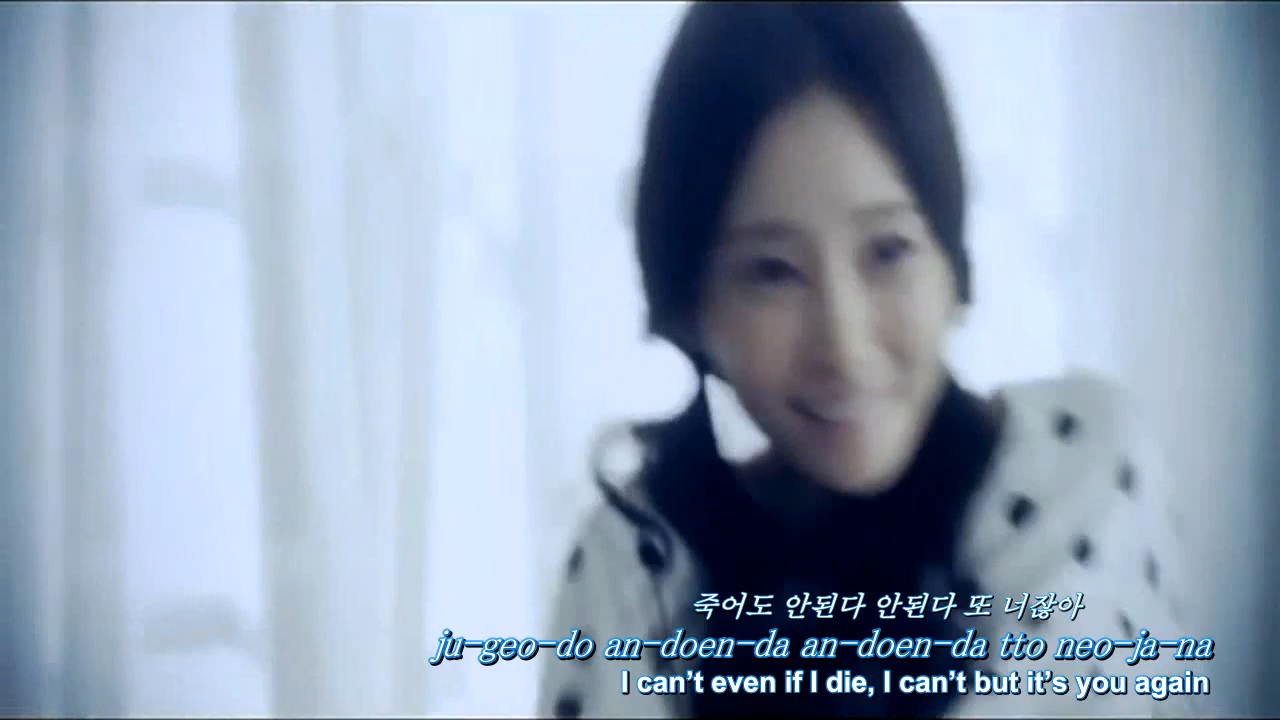 죽어도 안된다 안된다 또 너잖아
ju-geo-do an-doen-da an-doen-da tto neo-ja-na
I can't even if I die, I can't but it's you again